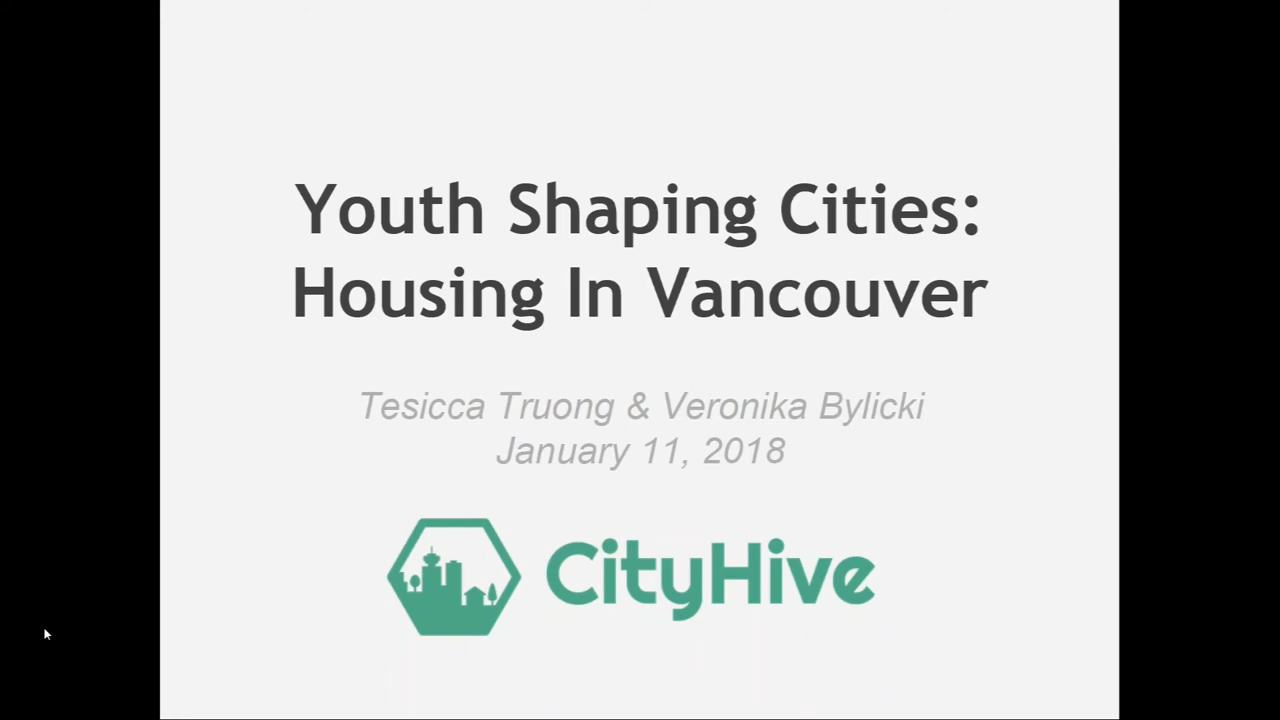 Youth Shaping Cities:
Housing In Vancouver
Tesicca Truong & Veronika Bylicki
January 11, 2018
CityHive